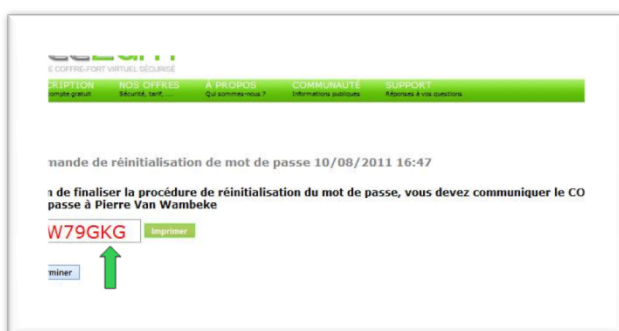 E COFFRE-FORT VIRTUEL SÉCURISÉ
CRIPTION NOS OFFRES À PROPOS COMMUNAUTÉ SUPPORT
compte gratuit Sécurité, tarif, ... Qui sommes-nous ? Informations publiques Réponses à vos questions
mande de réinitialisation de mot de passe 10/08/2011 16:47
n de finaliser la procédure de réinitialisation du mot de passe, vous devez communiquer le CO
passe à Pierre Van Wambeke
W79GKG Imprimer
miner